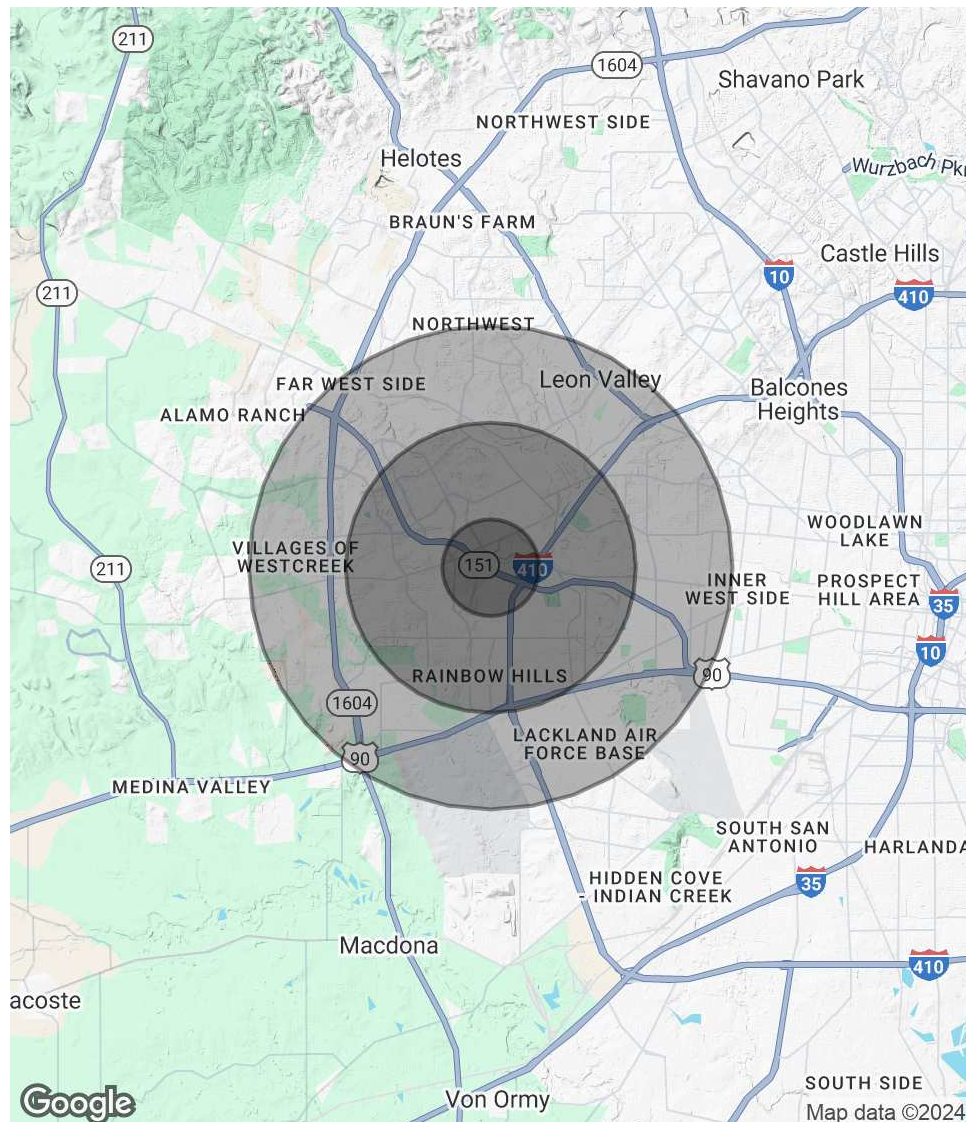 211
1604
Shavano Park
NORTHWEST SIDE
Helotes
Wurzbach Pk
BRAUN'S FARM
Castle Hills
10
211
410
NORTHWEST
FAR WEST SIDE
Leon Valley
ALAMO RANCH
Balcones
Heights
WOODLAWN
LAKE
VILLAGES OF
WESTCREEK
211
151
410
INNER
WEST SIDE
PROSPECT
HILL AREA
35
10
RAINBOW HILLS
90
1604
LACKLAND AIR
FORCE BASE
90
MEDINA VALLEY
SOUTH SAN
ANTONIO
HARLANDA
HIDDEN COVE
- INDIAN CREEK
35
Macdona
410
acoste
SOUTH SIDE
Von Ormy
Google
Map data ©2024